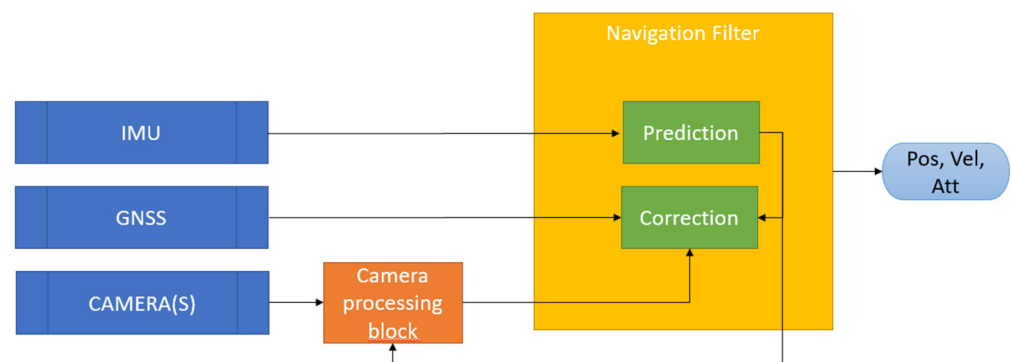 Navigation Filter
IMU
Prediction
Pos, Vel,
Att
GNSS
Correction
CAMERA(S)
Camera
processing
block